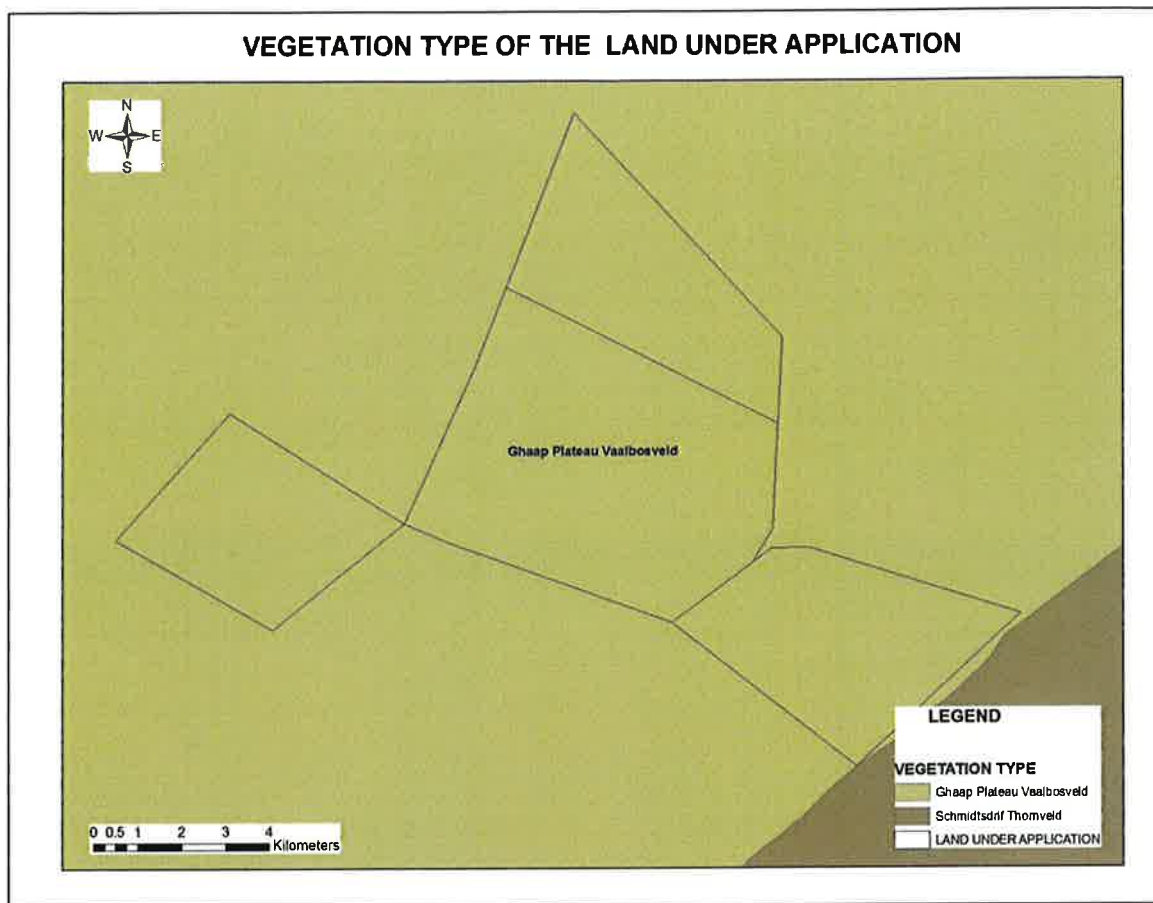 VEGETATION TYPE OF THE LAND UNDER APPLICATION
N
W E
S
Ghaap Plateau Vaalbosveld
LEGEND
VEGETATION TYPE
Ghaap Plateau Vaalbosveld
Schmidtsdrif Thornveld
LAND UNDER APPLICATION
0 0.5 1 2 3 4
Kilometers